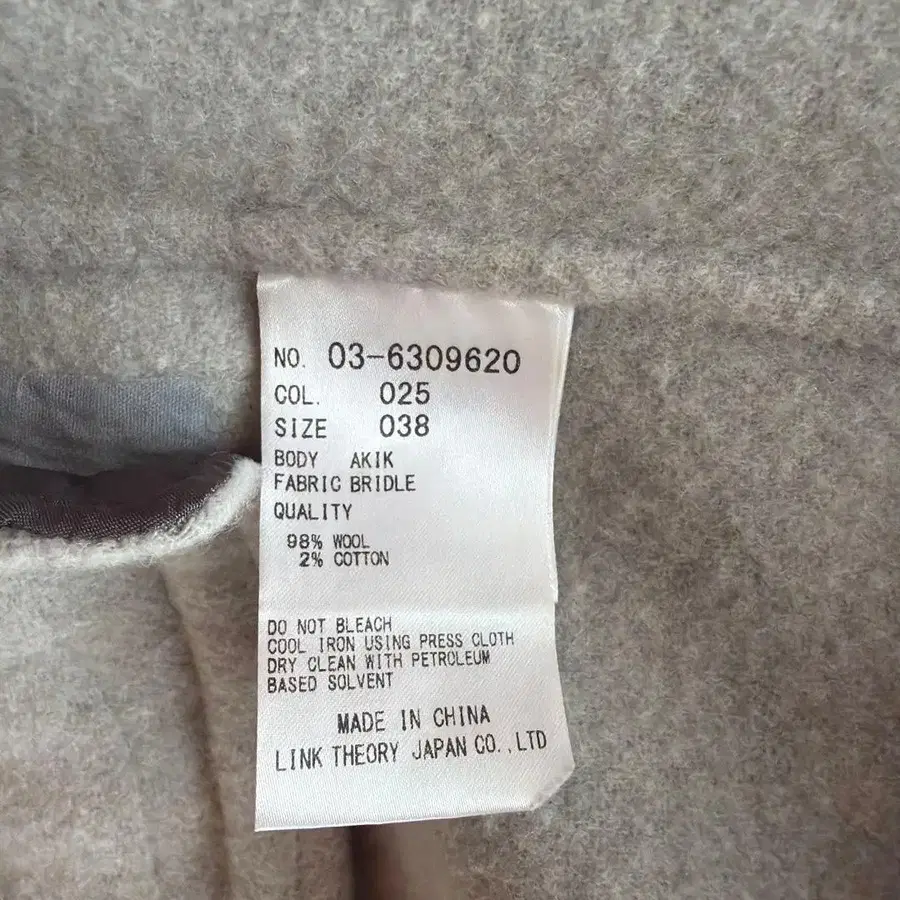 NO. 03-6309620
COL. 025
SIZE 038
BODY AKIK
FABRIC BRIDLE
QUALITY
98% WOOL
2% COTTON
DO NOT BLEACH
COOL IRON USING PRESS CLOTH
DRY CLEAN WITH PETROLEUM
BASED SOLVENT
MADE IN CHINA
LINK THEORY JAPAN CO.,LTD